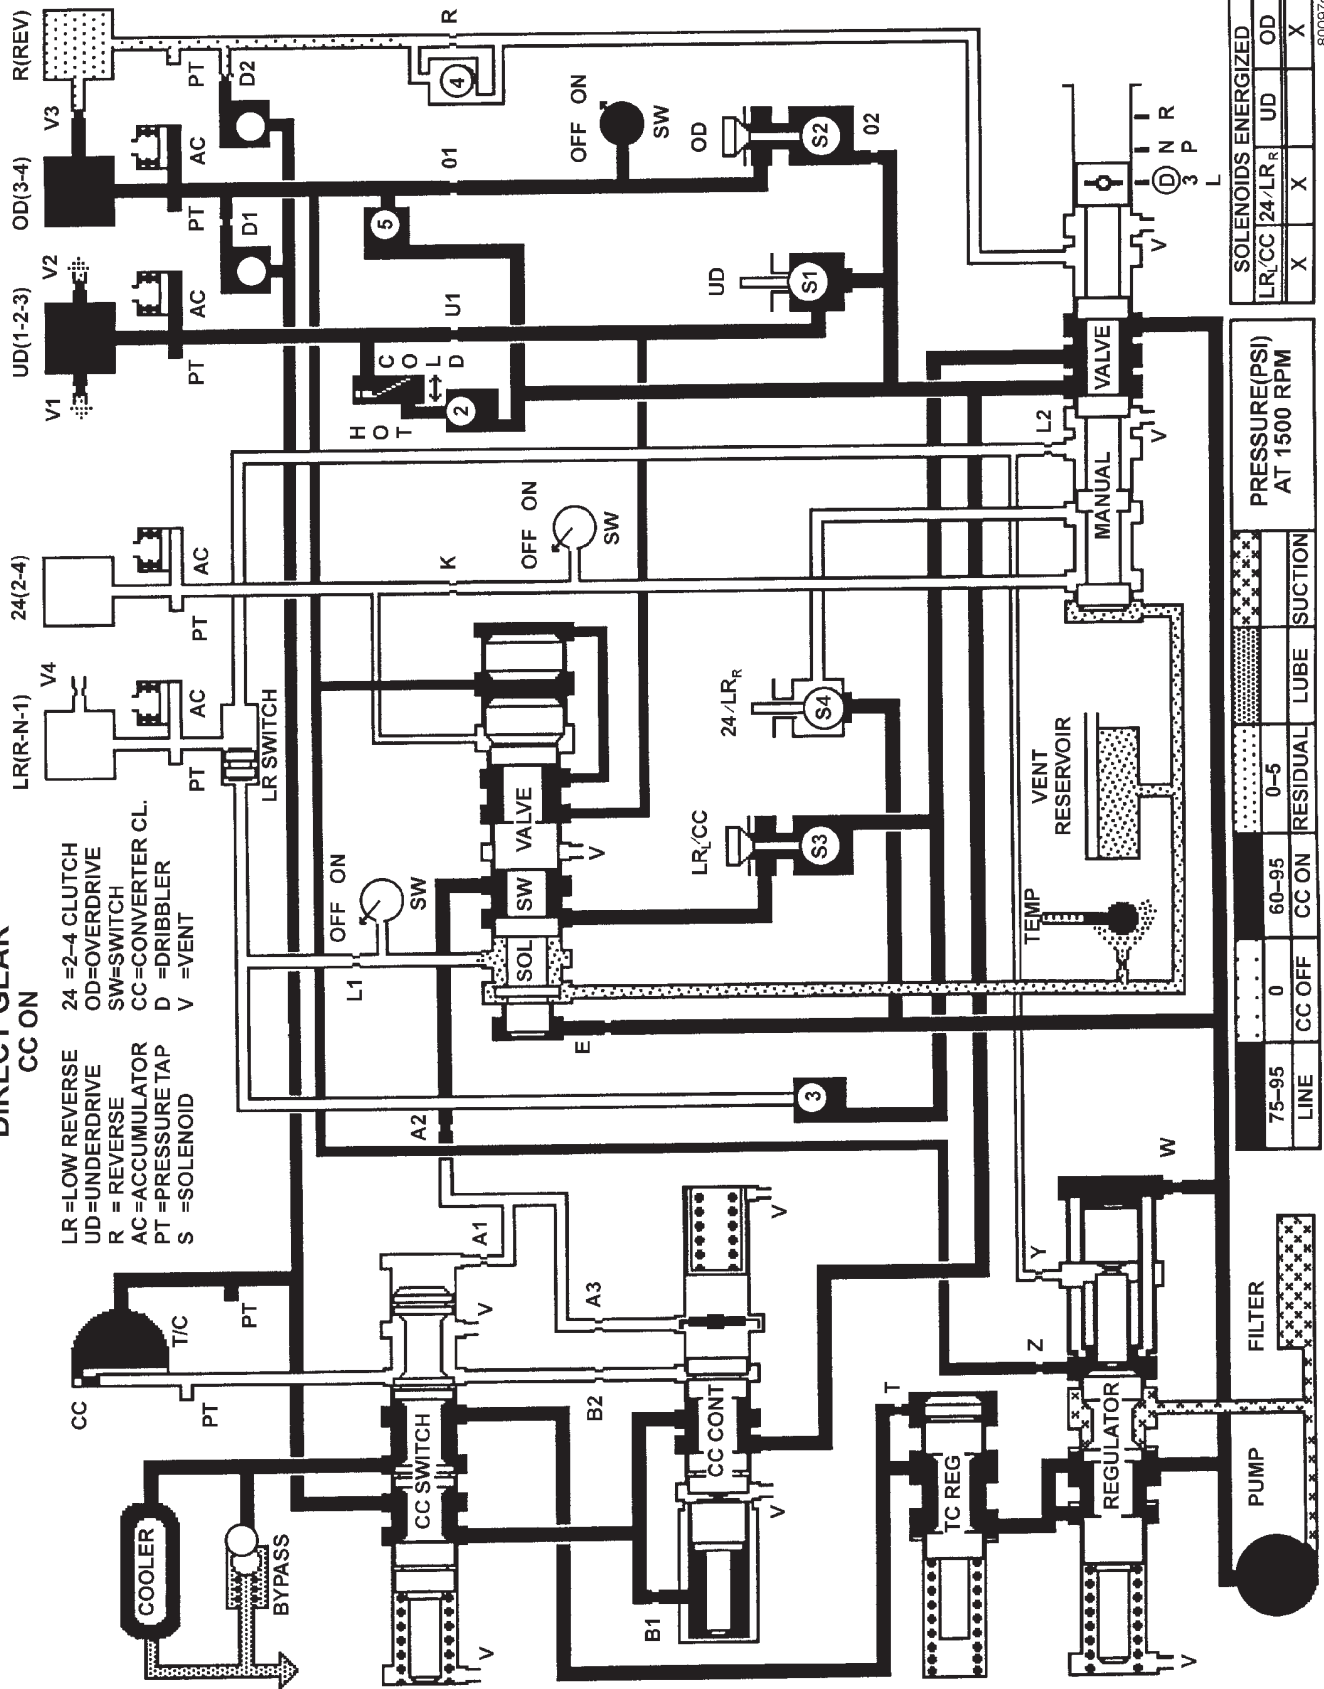 DIRECT GEAR
CC ON
LR =LOW REVERSE
UD=UNDERDRIVE
R = REVERSE
AC =ACCUMULATOR
PT =PRESSURE TAP
S =SOLENOID
24 =2–4 CLUTCH
OD=OVERDRIVE
SW=SWITCH
CC=CONVERTER CL.
D =DRIBBLER
V =VENT
LR(R-N-1)
24(2-4)
UD(1-2-3)
OD(3-4)
R(REV)
V4
V1
V2
V3
PT
AC
PT
AC
PT
AC
PT
AC
PT
D1
D2
LR SWITCH
CC
T/C
PT
PT
COOLER
BYPASS
A2
L1
OFF ON
SW
K
OFF ON
SW
HOT
COLD
2
U1
5
01
4
R
OFF ON
SW
A1
A3
B2
B1
CC SWITCH
V
V
CC CONT
V
V
E
SOL
SW
VALVE
V
3
LRL/CC
S3
24/LRR
S4
UD
S1
OD
S2
02
T
TC REG
Z
Y
W
REGULATOR
V
PUMP
FILTER
TEMP
VENT
RESERVOIR
L2
MANUAL
VALVE
V
V
D N R
3 P
L
75–95
0
60–95
0–5
LINE
CC OFF
CC ON
RESIDUAL
LUBE
SUCTION
PRESSURE(PSI)
AT 1500 RPM
SOLENOIDS ENERGIZED
LRL/CC
24/LRR
UD
OD
X
X
X